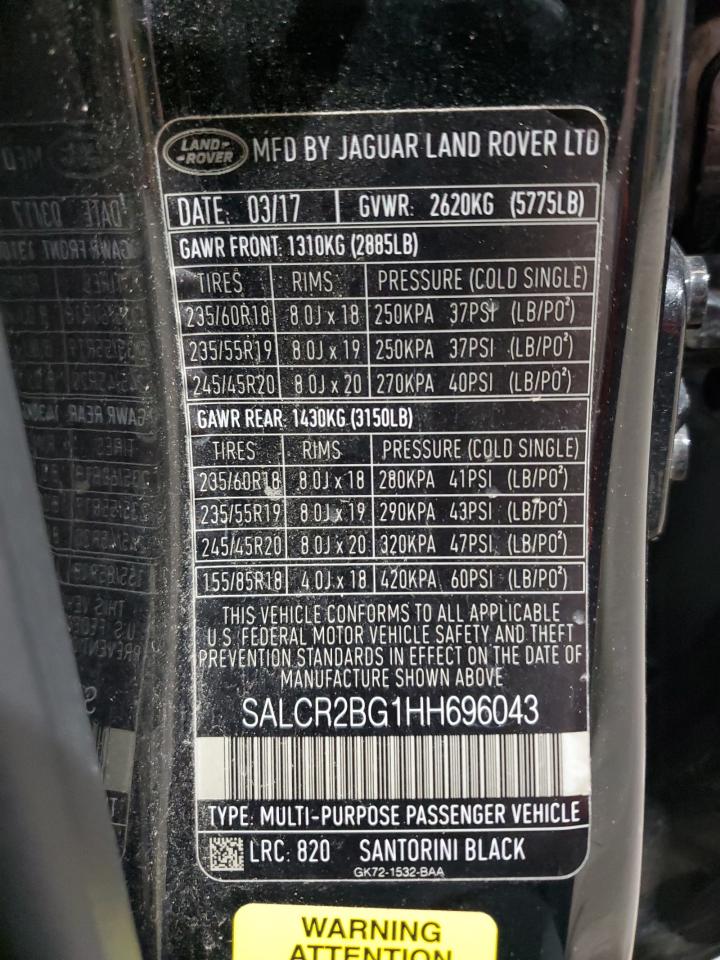 LAND ROVER MFD BY JAGUAR LAND ROVER LTD
DATE: 03/17 GVWR: 2620KG (5775LB)
GAWR FRONT: 1310KG (2885LB)
TIRES RIMS PRESSURE (COLD SINGLE)
235/60R18 8.0J x 18 250KPA 37PSI (LB/PO²)
235/55R19 8.0J x 19 250KPA 37PSI (LB/PO²)
245/45R20 8.0J x 20 270KPA 40PSI (LB/PO²)
GAWR REAR: 1430KG (3150LB)
TIRES RIMS PRESSURE (COLD SINGLE)
235/60R18 8.0J x 18 280KPA 41PSI (LB/PO²)
235/55R19 8.0J x 19 290KPA 43PSI (LB/PO²)
245/45R20 8.0J x 20 320KPA 47PSI (LB/PO²)
155/85R18 4.0J x 18 420KPA 60PSI (LB/PO²)
THIS VEHICLE CONFORMS TO ALL APPLICABLE
U.S. FEDERAL MOTOR VEHICLE SAFETY AND THEFT
PREVENTION STANDARDS IN EFFECT ON THE DATE OF
MANUFACTURE SHOWN ABOVE
SALCR2BG1HH696043
TYPE: MULTI-PURPOSE PASSENGER VEHICLE
LRC: 820 SANTORINI BLACK
GK72-1532-BAA
WARNING
ATTENTION